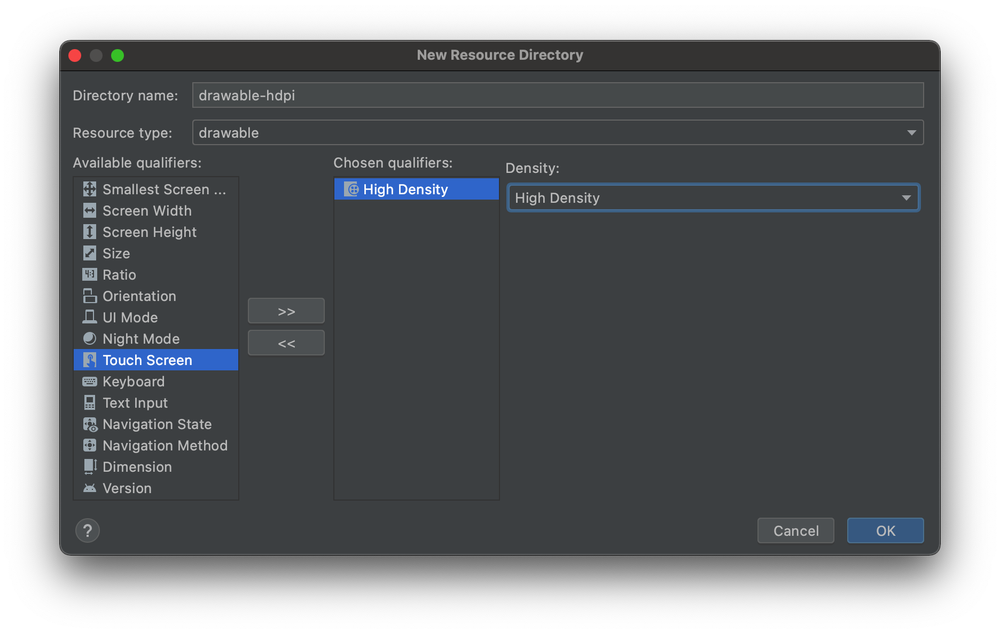 New Resource Directory
Directory name: drawable-hdpi
Resource type: drawable
Available qualifiers:
Smallest Screen ...
Screen Width
Screen Height
Size
4:3 Ratio
Orientation
UI Mode
Night Mode
Touch Screen
Keyboard
Text Input
Navigation State
Navigation Method
Dimension
Version
>>
<<
Chosen qualifiers:
High Density
Density:
High Density
?
Cancel
OK